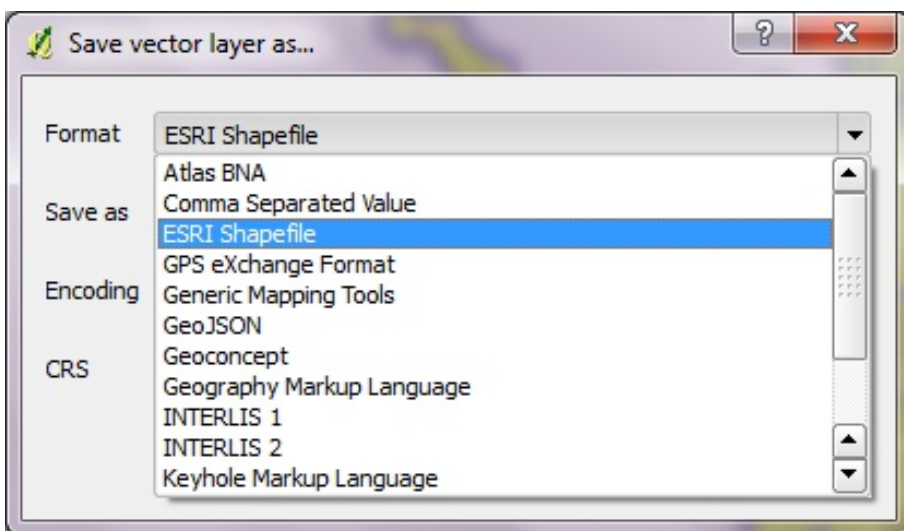 Save vector layer as...
Format ESRI Shapefile
Atlas BNA
Save as Comma Separated Value
ESRI Shapefile
GPS eXchange Format
Encoding Generic Mapping Tools
GeoJSON
CRS Geoconcept
Geography Markup Language
INTERLIS 1
INTERLIS 2
Keyhole Markup Language